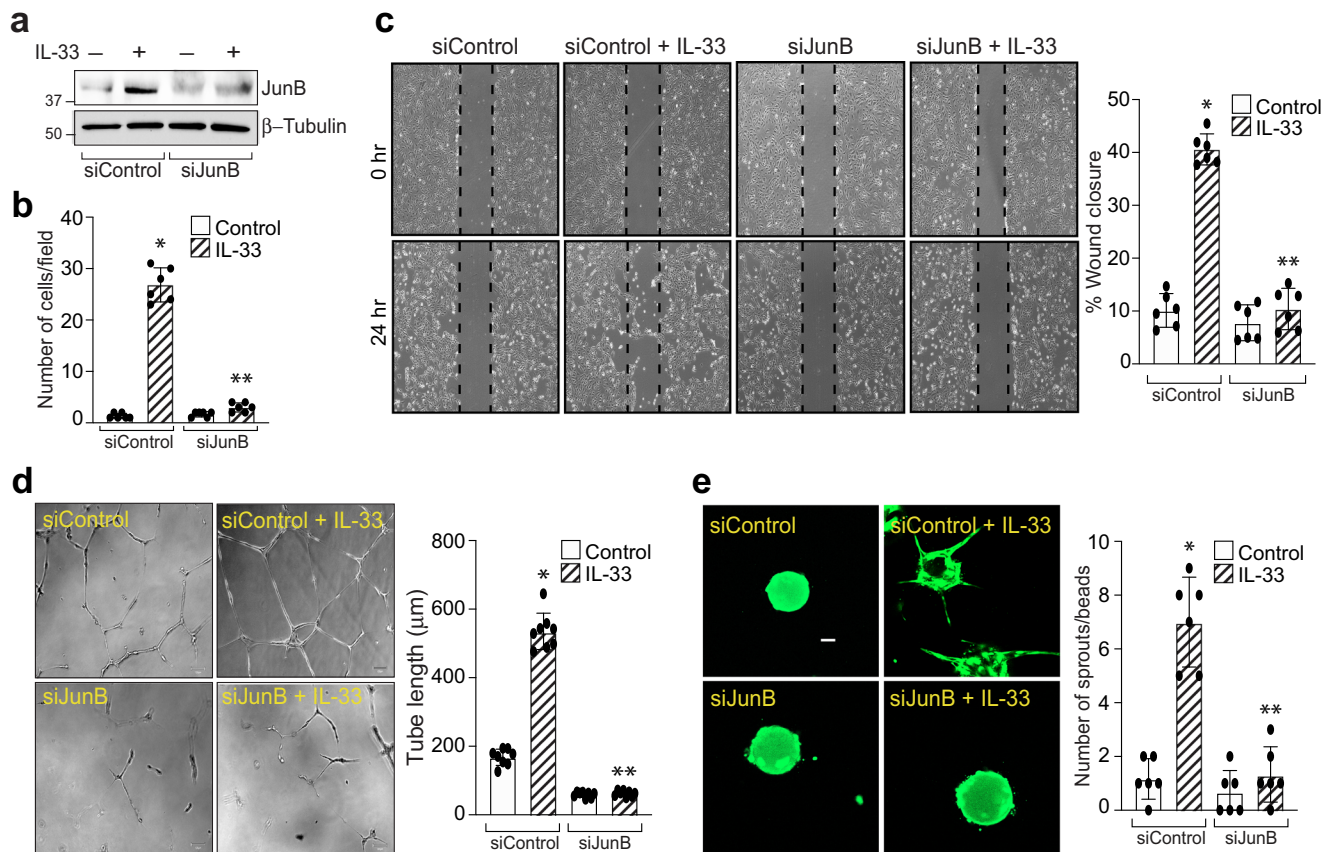 a
IL-33 – + – +
JunB
37
β–Tubulin
50
siControl siJunB
b
Number of cells/field
40
30
20
10
0
Control
IL-33
*
**
siControl siJunB
c
siControl siControl + IL-33 siJunB siJunB + IL-33
0 hr
24 hr
% Wound closure
50
40
30
20
10
0
Control
IL-33
*
**
siControl siJunB
d
siControl siControl + IL-33
siJunB siJunB + IL-33
Tube length (μm)
800
600
400
200
0
Control
IL-33
*
**
siControl siJunB
e
siControl siControl + IL-33
siJunB siJunB + IL-33
Number of sprouts/beads
10
8
6
4
2
0
Control
IL-33
*
**
siControl siJunB